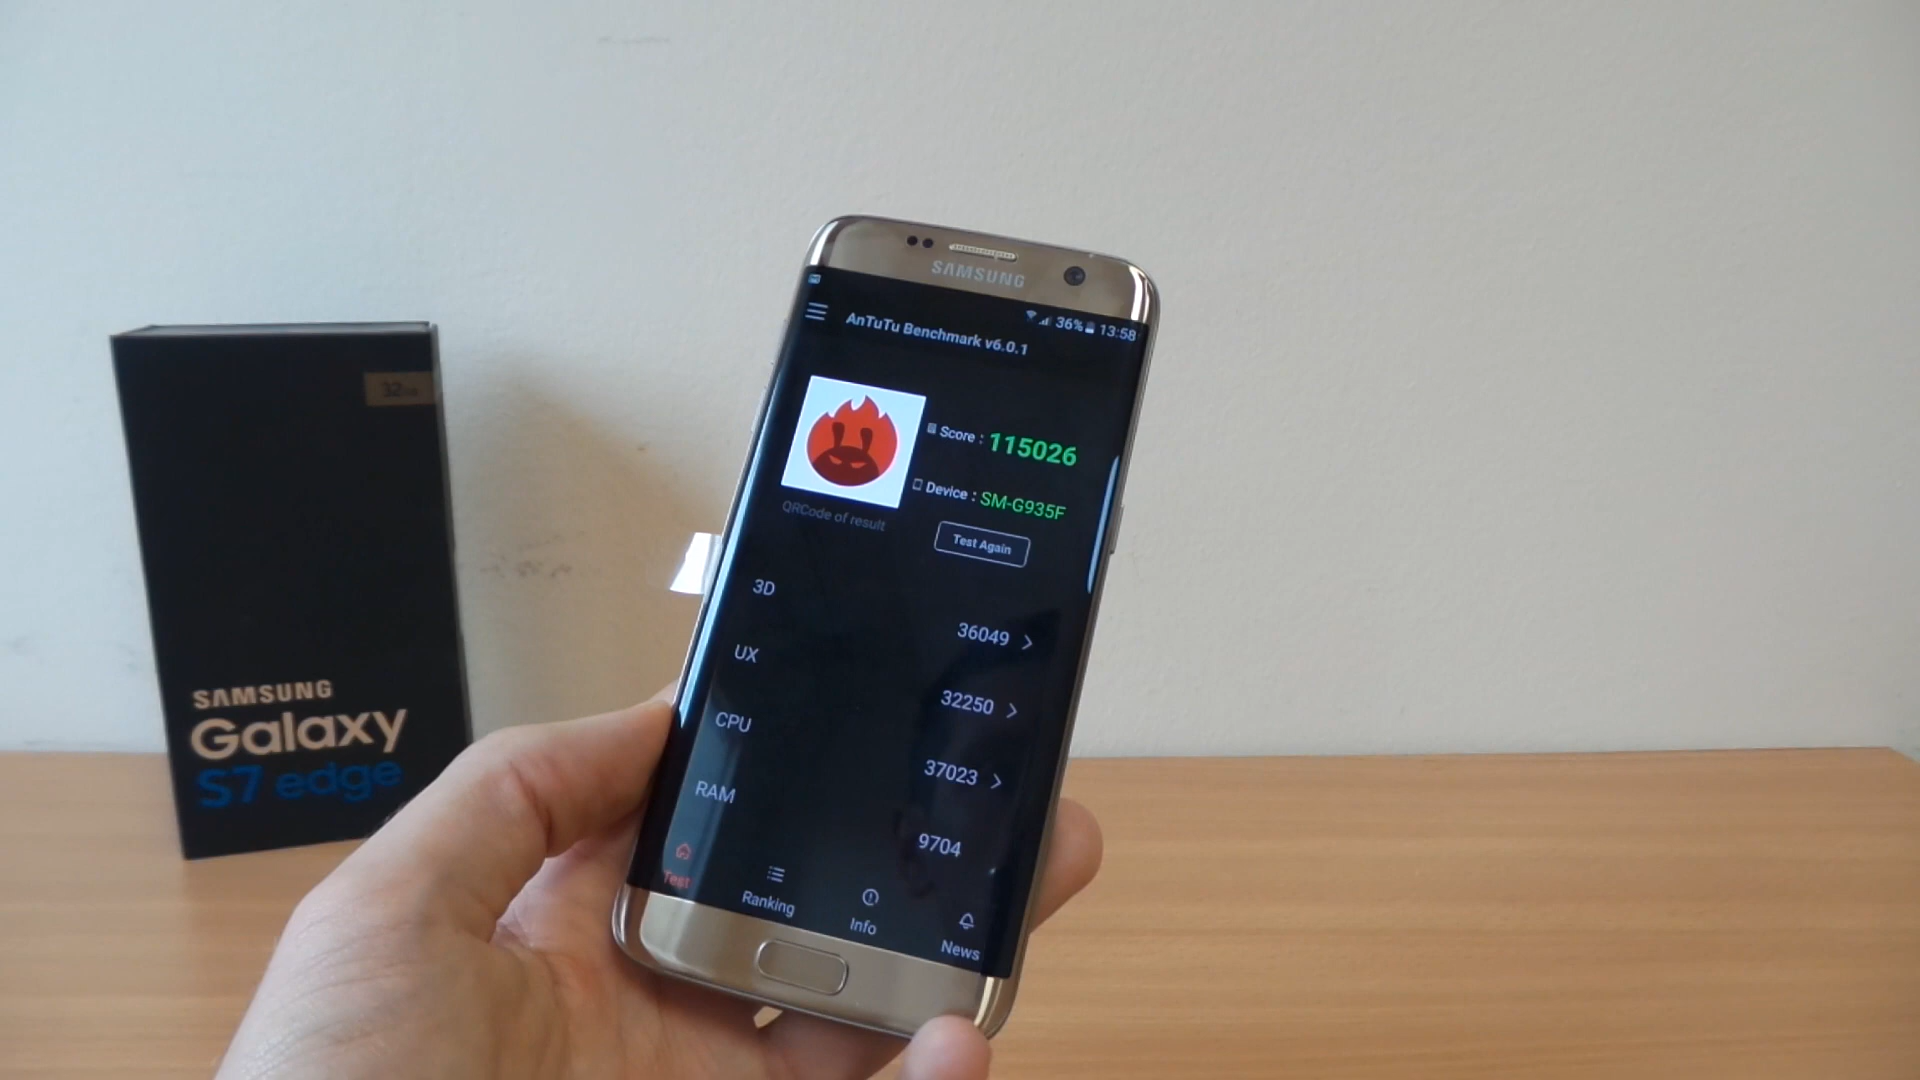 32GB
SAMSUNG
Galaxy
S7 edge
SAMSUNG
36% 13:58
AnTuTu Benchmark v6.0.1
Score : 115026
Device : SM-G935F
QRCode of result
Test Again
3D 36049
UX 32250
CPU 37023
RAM 9704
Test Ranking Info News